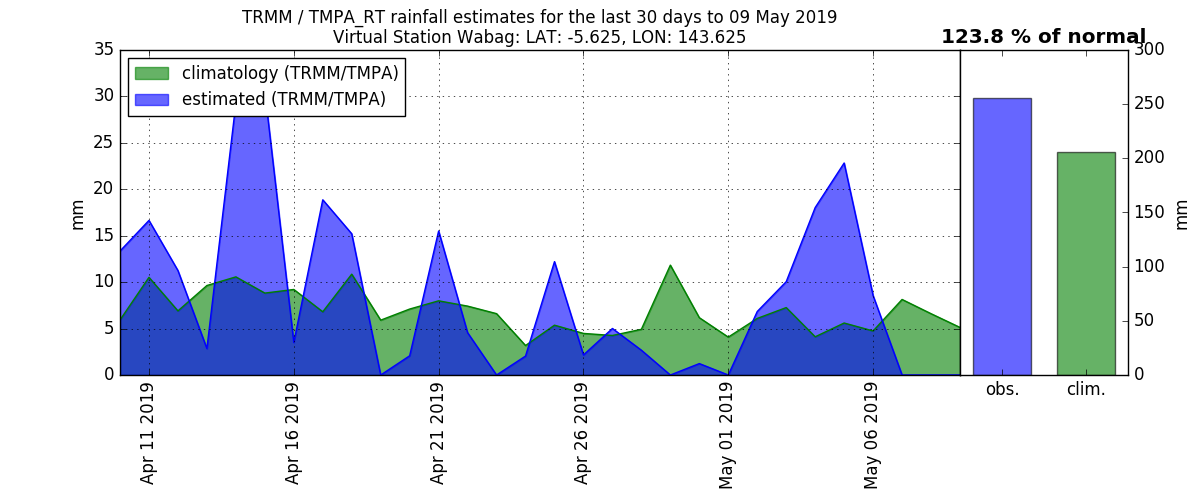 TRMM / TMPA_RT rainfall estimates for the last 30 days to 09 May 2019
Virtual Station Wabag: LAT: -5.625, LON: 143.625
123.8 % of normal
climatology (TRMM/TMPA)
estimated (TRMM/TMPA)
35
30
25
20
15
10
5
0
mm
Apr 11 2019
Apr 16 2019
Apr 21 2019
Apr 26 2019
May 01 2019
May 06 2019
obs.
clim.
300
250
200
150
100
50
0
mm